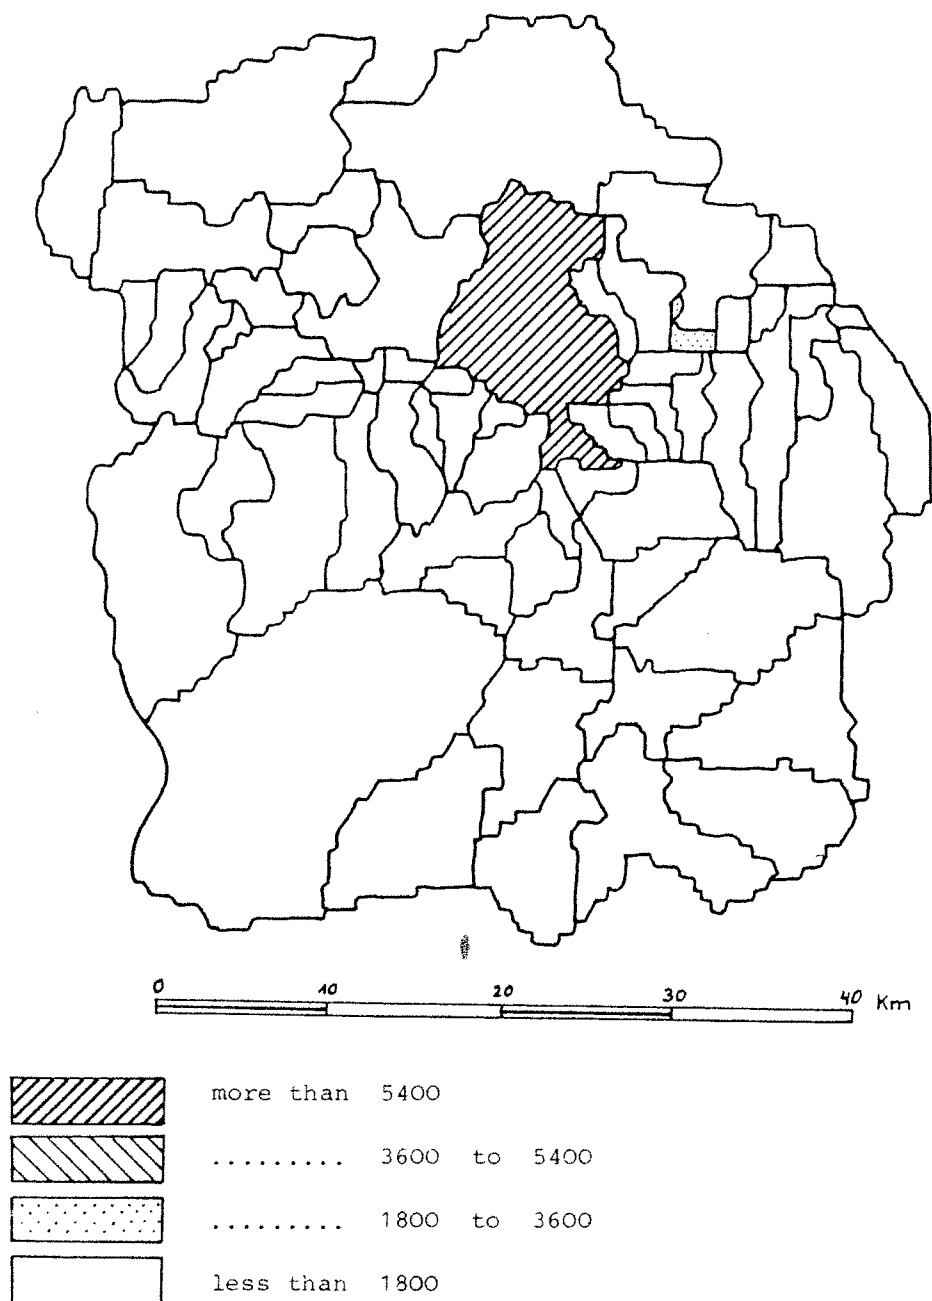 0 10 20 30 40 Km
more than 5400
......... 3600 to 5400
......... 1800 to 3600
less than 1800